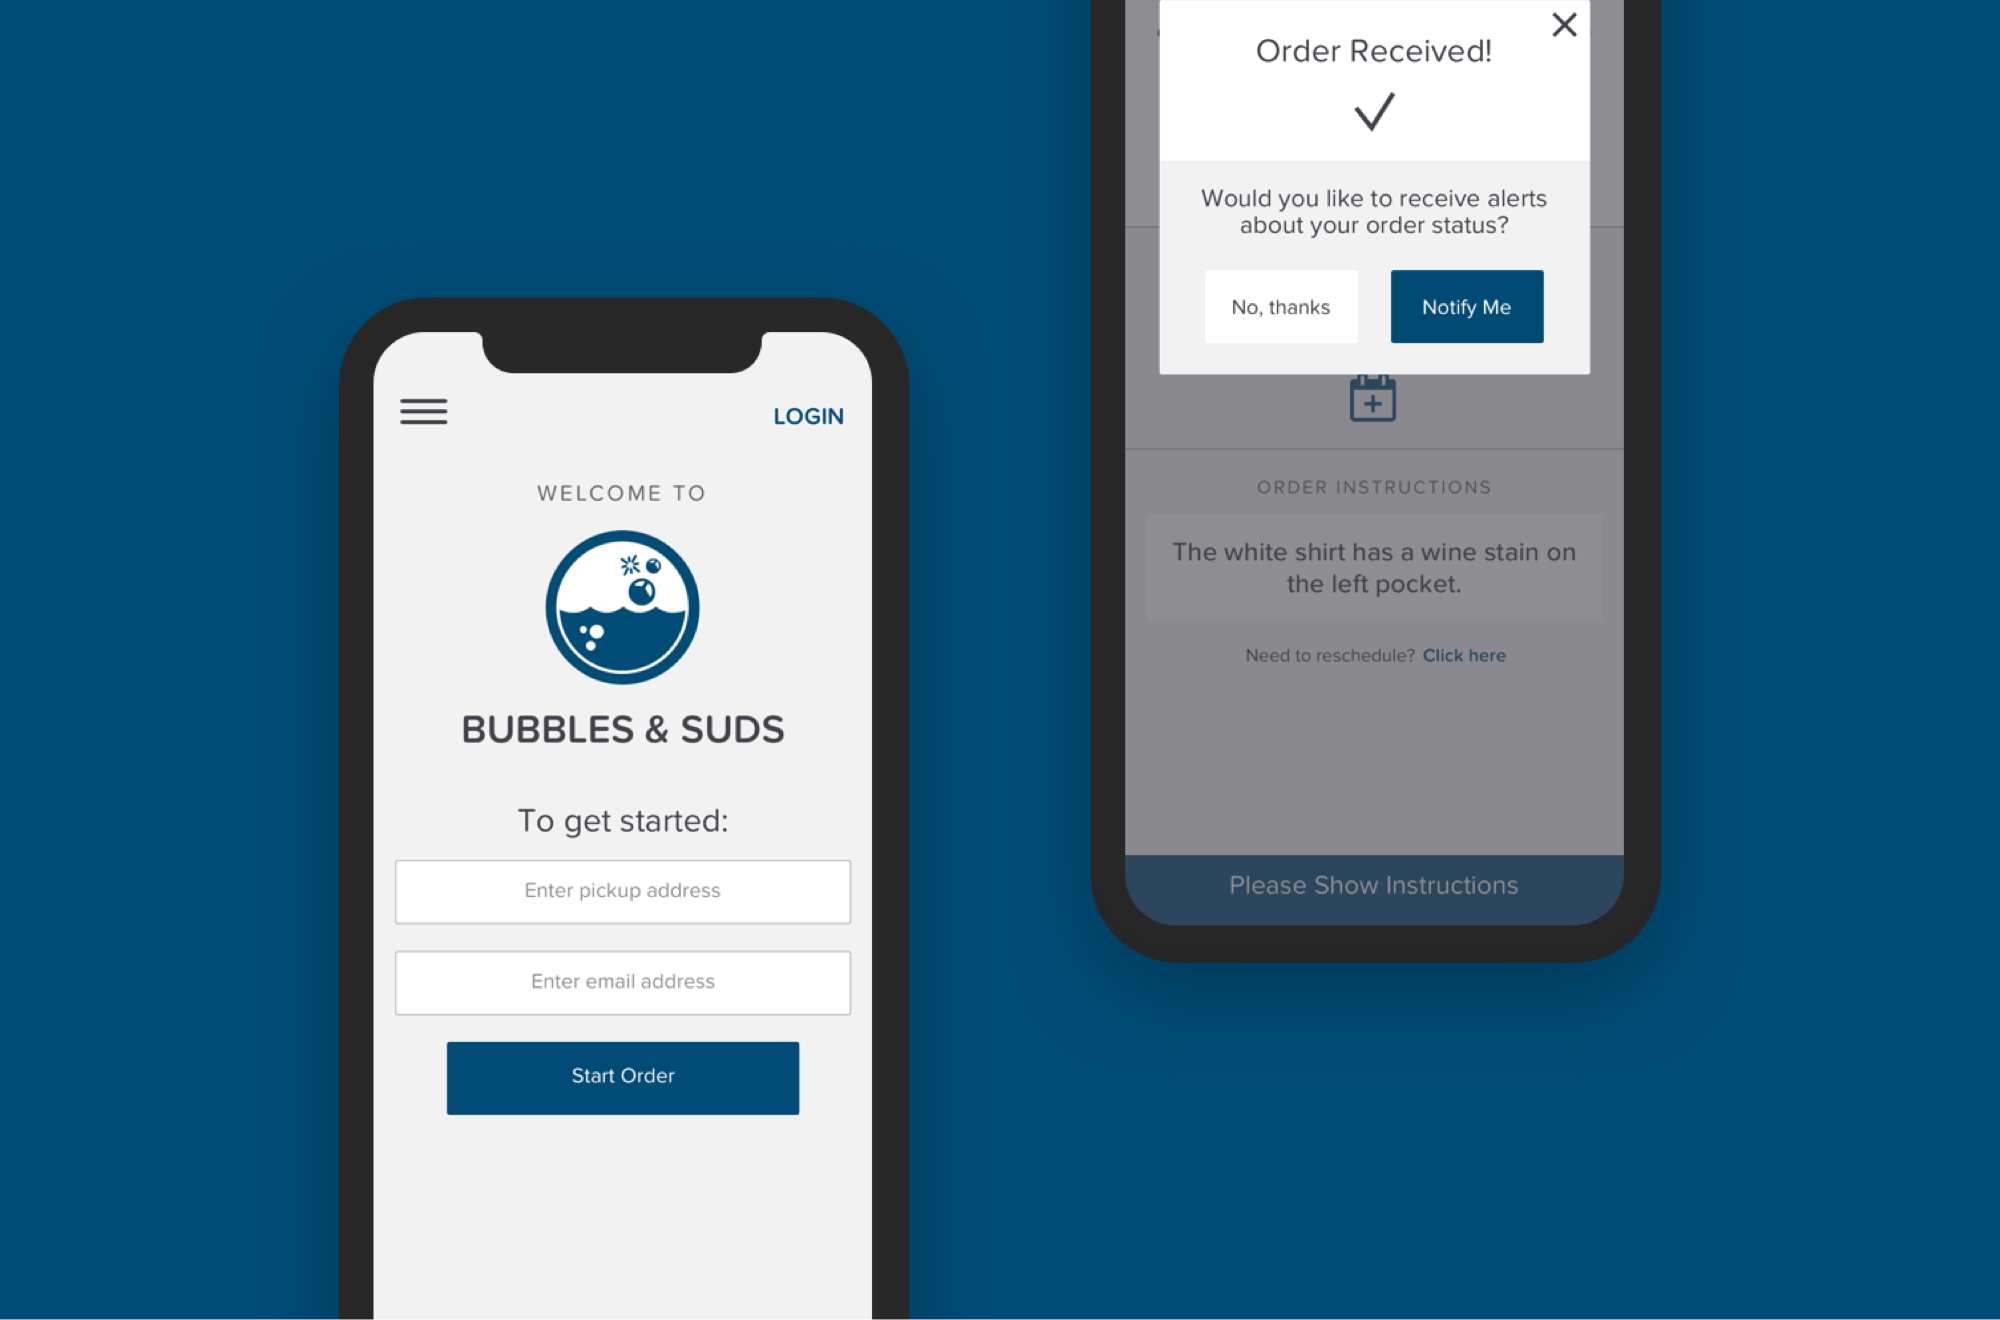 LOGIN
WELCOME TO
BUBBLES & SUDS
To get started:
Enter pickup address
Enter email address
Start Order
Order Received!
Would you like to receive alerts
about your order status?
No, thanks
Notify Me
ORDER INSTRUCTIONS
The white shirt has a wine stain on
the left pocket.
Need to reschedule? Click here
Please Show Instructions